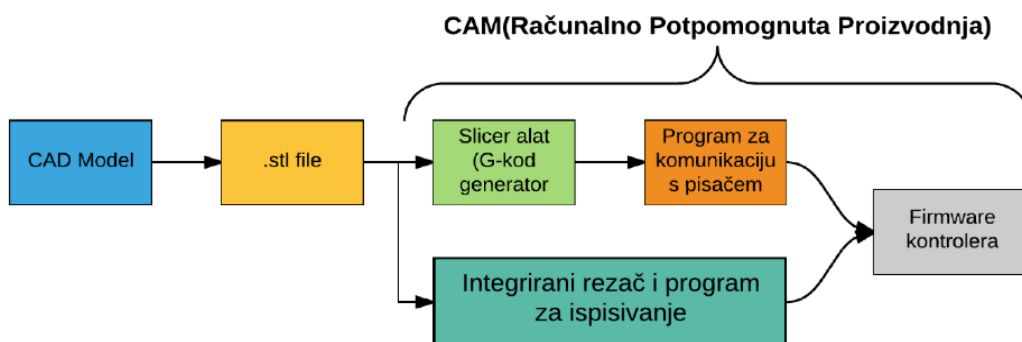 CAM(Računalno Potpomognuta Proizvodnja)
CAD Model
.stl file
Slicer alat
(G-kod
generator
Program za
komunikaciju
s pisačem
Firmware
kontrolera
Integrirani rezač i program
za ispisivanje